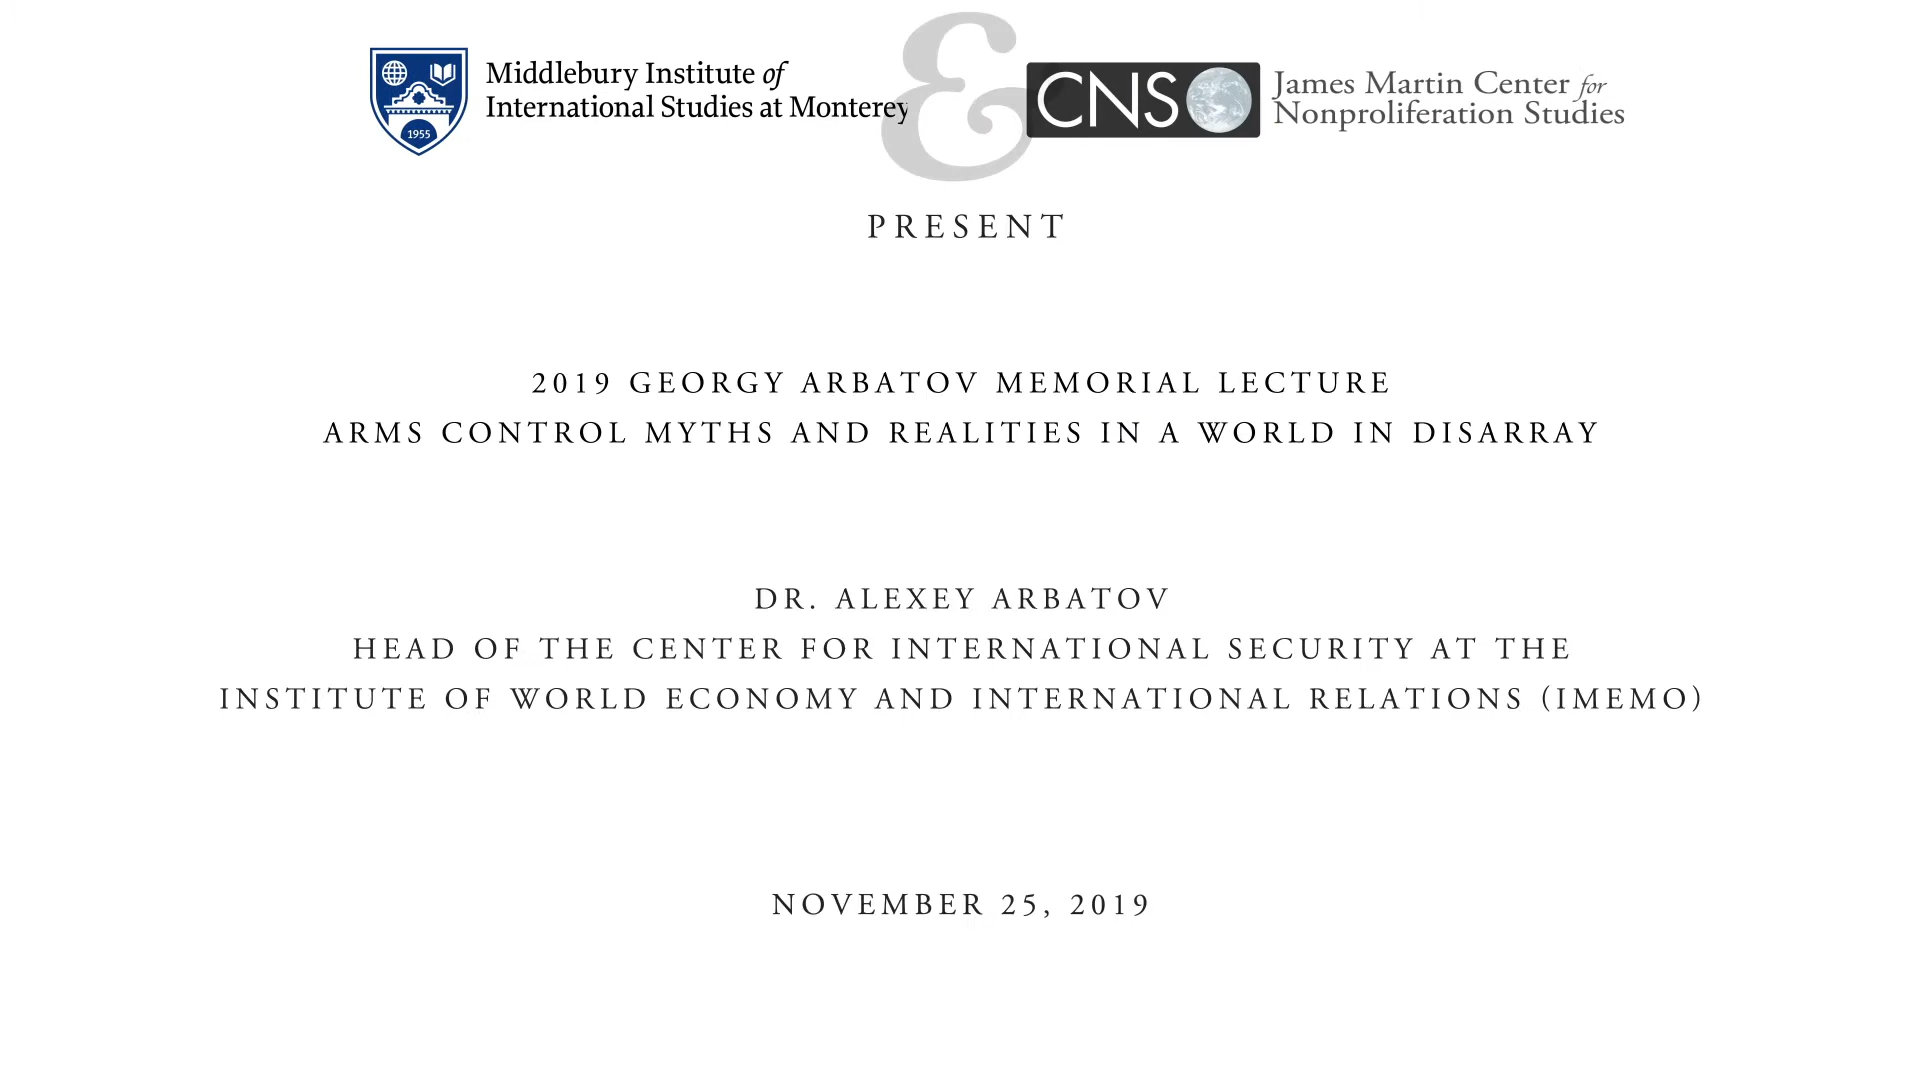 Middlebury Institute of
International Studies at Monterey
1955
&
CNS
James Martin Center for
Nonproliferation Studies
PRESENT
2019 GEORGY ARBATOV MEMORIAL LECTURE
ARMS CONTROL MYTHS AND REALITIES IN A WORLD IN DISARRAY
DR. ALEXEY ARBATOV
HEAD OF THE CENTER FOR INTERNATIONAL SECURITY AT THE
INSTITUTE OF WORLD ECONOMY AND INTERNATIONAL RELATIONS (IMEMO)
NOVEMBER 25, 2019